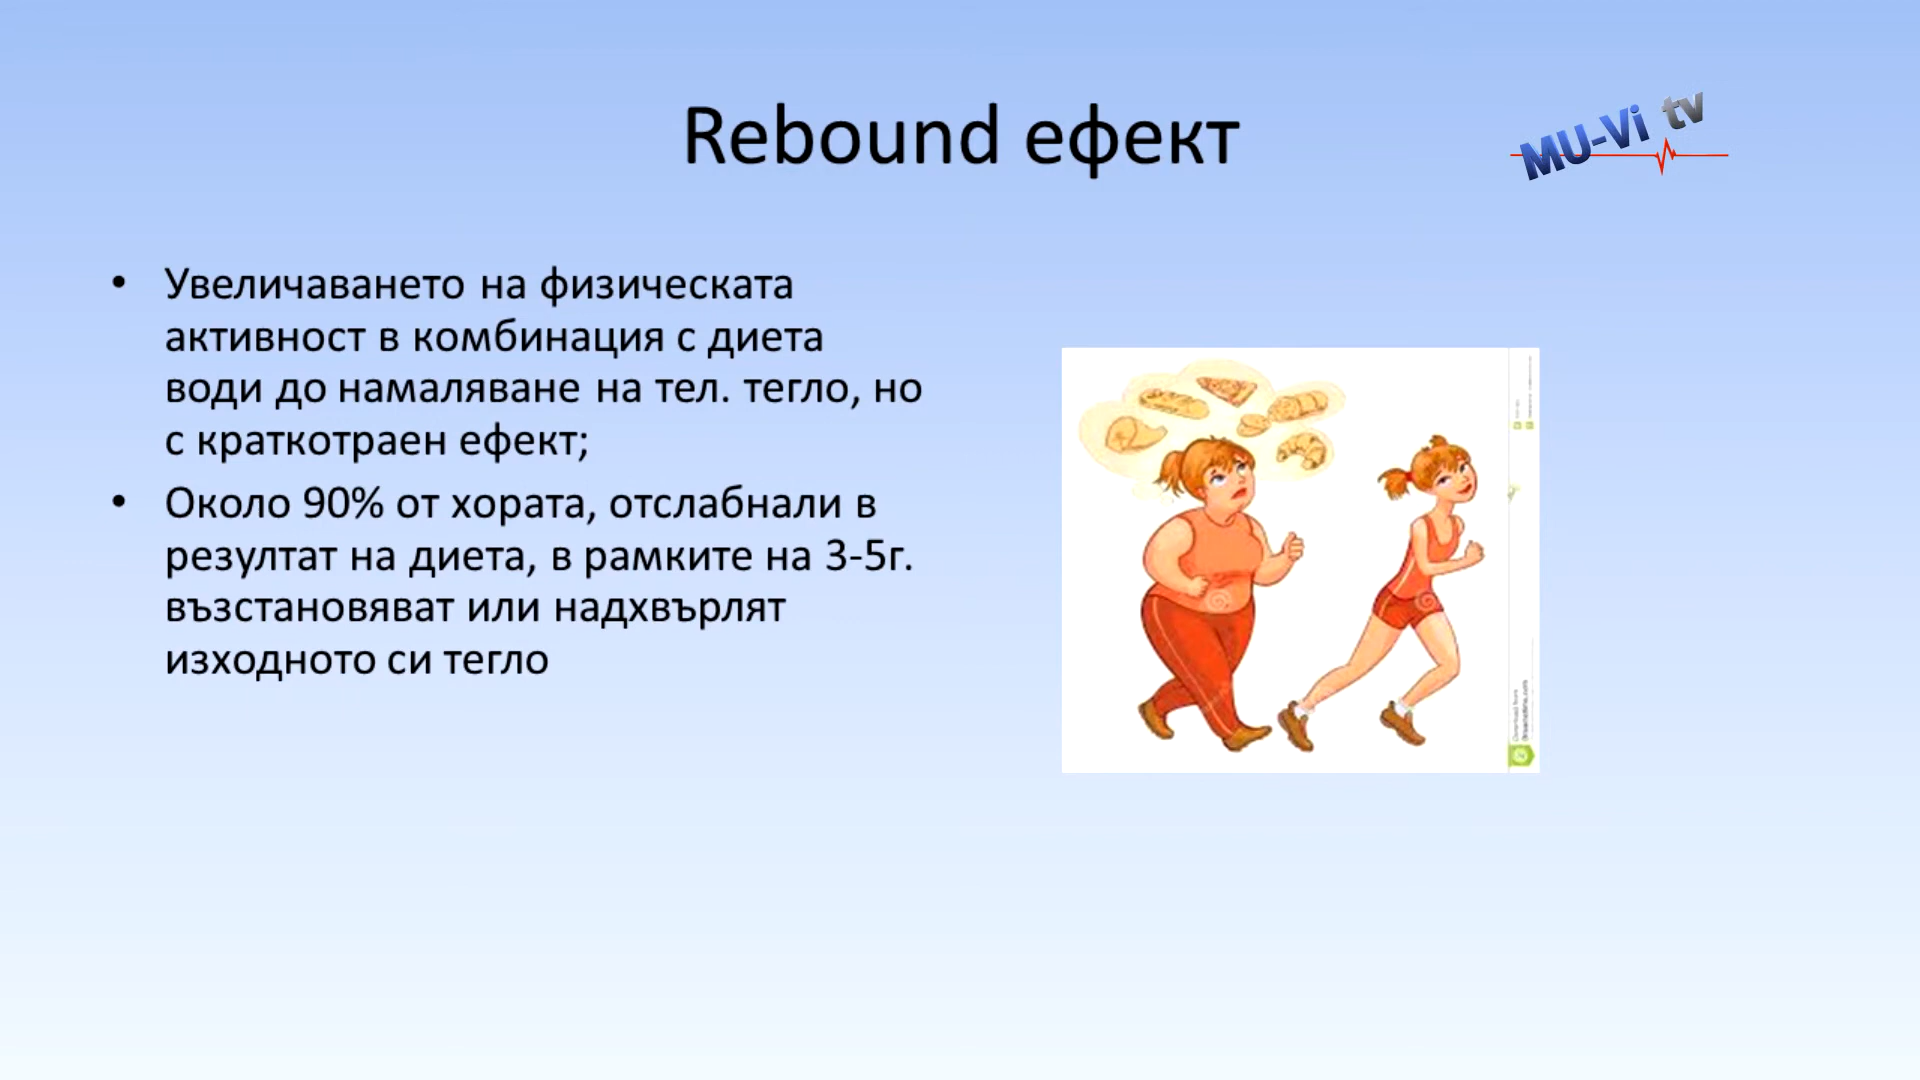 Rebound ефект
MU-Vi tv
• Увеличаването на физическата
активност в комбинация с диета
води до намаляване на тел. тегло, но
с краткотраен ефект;
• Около 90% от хората, отслабнали в
резултат на диета, в рамките на 3-5г.
възстановяват или надхвърлят
изходното си тегло